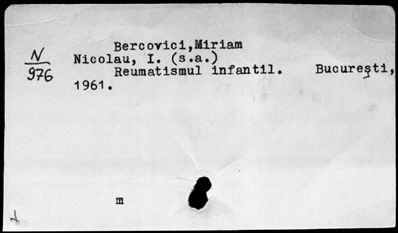 Bercovici,Miriam
N
976
Nicolau, I. (s.a.)
Reumatismul infantil. București,
1961.
m